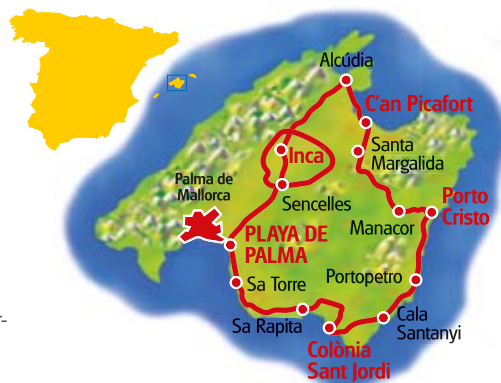 Alcúdia
C'an Picafort
Inca
Santa
Margalida
Palma de
Mallorca
Sencelles
Porto
Cristo
Manacor
PLAYA DE
PALMA
Portopetro
Sa Torre
Sa Rapita
Cala
Santanyi
Colònia
Sant Jordi
r-